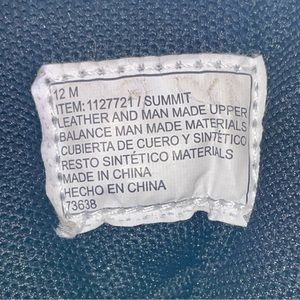 12 M
ITEM: 1127721 / SUMMIT
LEATHER AND MAN MADE UPPER
BALANCE MAN MADE MATERIALS
CUBIERTA DE CUERO Y SINTÉTICO
RESTO SINTÉTICO MATERIALS
MADE IN CHINA
HECHO EN CHINA
73638